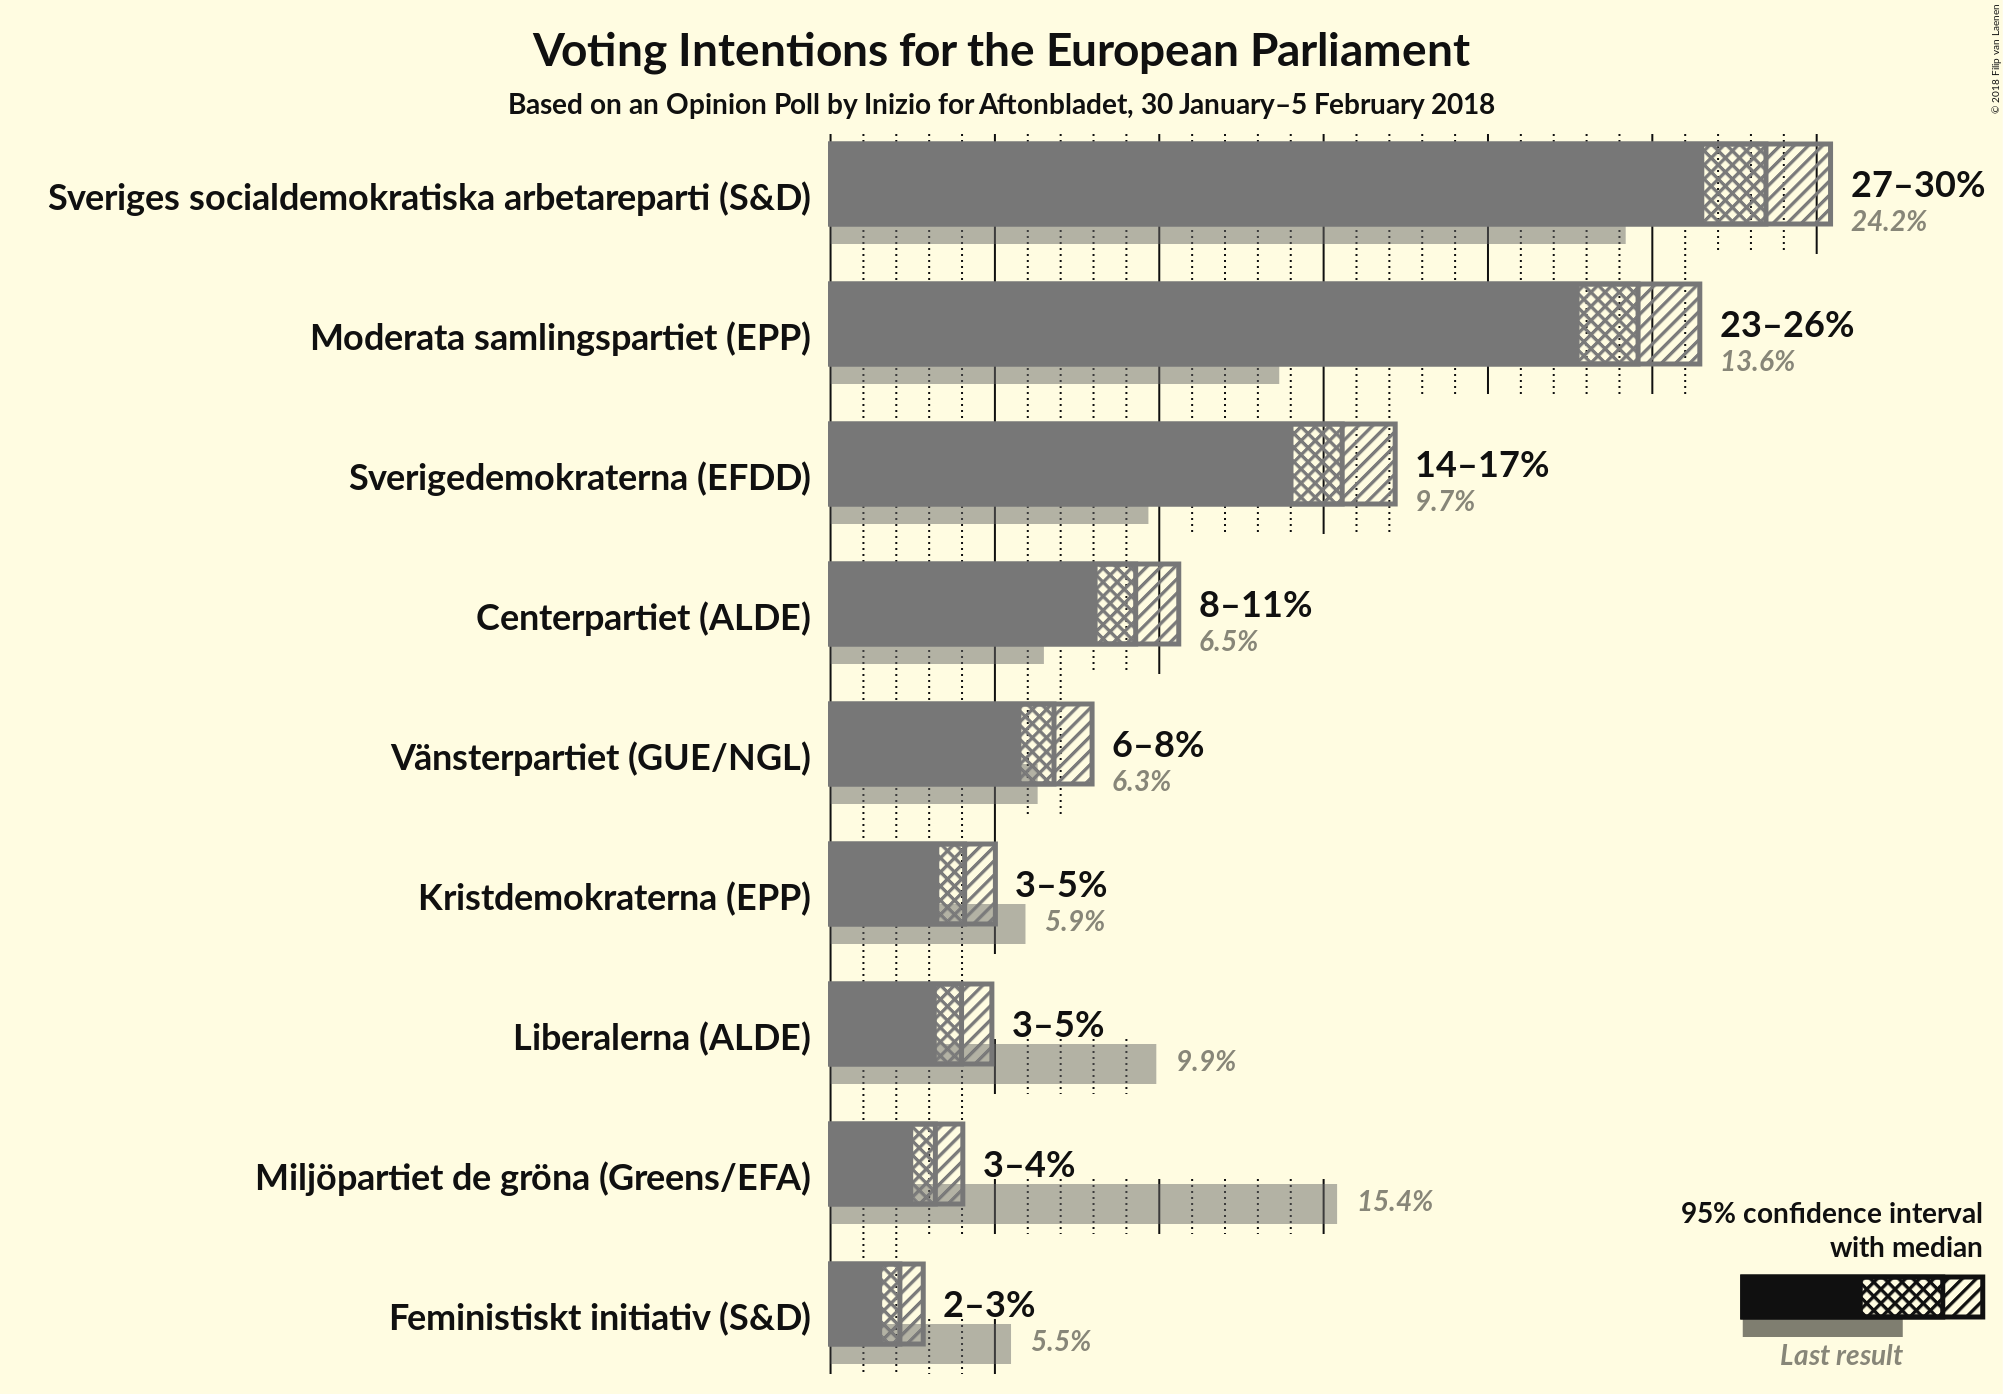 Voting Intentions for the European Parliament
Based on an Opinion Poll by Inizio for Aftonbladet, 30 January–5 February 2018
© 2018 Filip van Laenen
Sveriges socialdemokratiska arbetareparti (S&D)
27–30%
24.2%
Moderata samlingspartiet (EPP)
23–26%
13.6%
Sverigedemokraterna (EFDD)
14–17%
9.7%
Centerpartiet (ALDE)
8–11%
6.5%
Vänsterpartiet (GUE/NGL)
6–8%
6.3%
Kristdemokraterna (EPP)
3–5%
5.9%
Liberalerna (ALDE)
3–5%
9.9%
Miljöpartiet de gröna (Greens/EFA)
3–4%
15.4%
Feministiskt initiativ (S&D)
2–3%
5.5%
95% confidence interval
with median
Last result